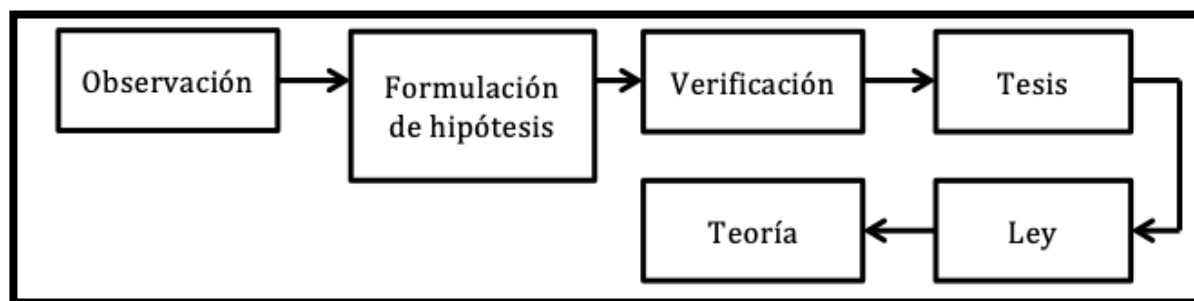 Observación
Formulación
de hipótesis
Verificación
Tesis
Ley
Teoría